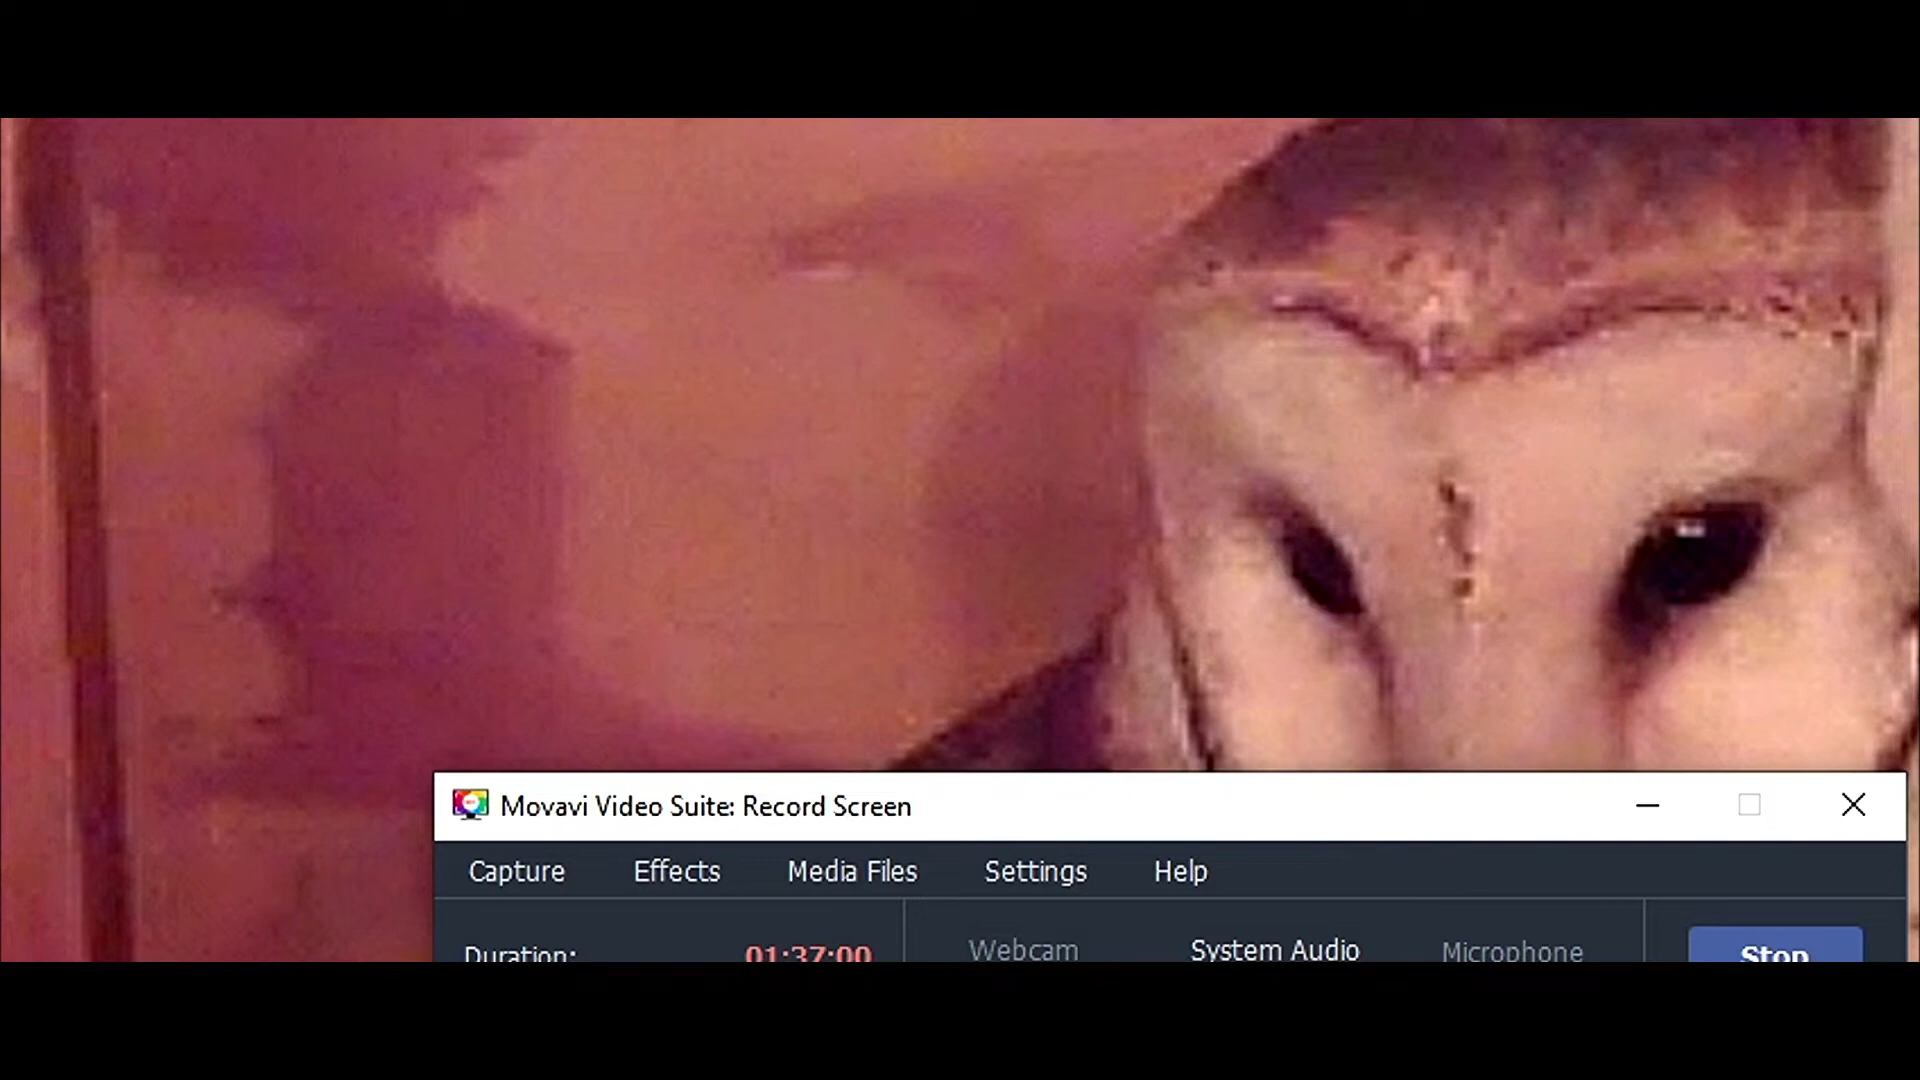 Movavi Video Suite: Record Screen
Capture Effects Media Files Settings Help
Duration: 01:37:00 Webcam System Audio Microphone Stop